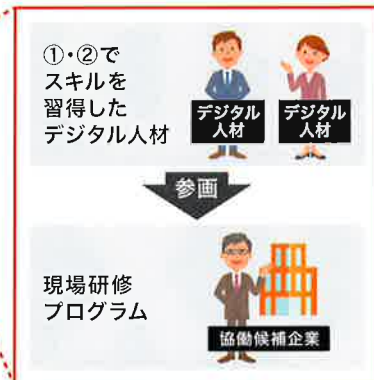 ①・②で
スキルを
習得した
デジタル人材
デジタル
人材
デジタル
人材
参画
現場研修
プログラム
協働候補企業